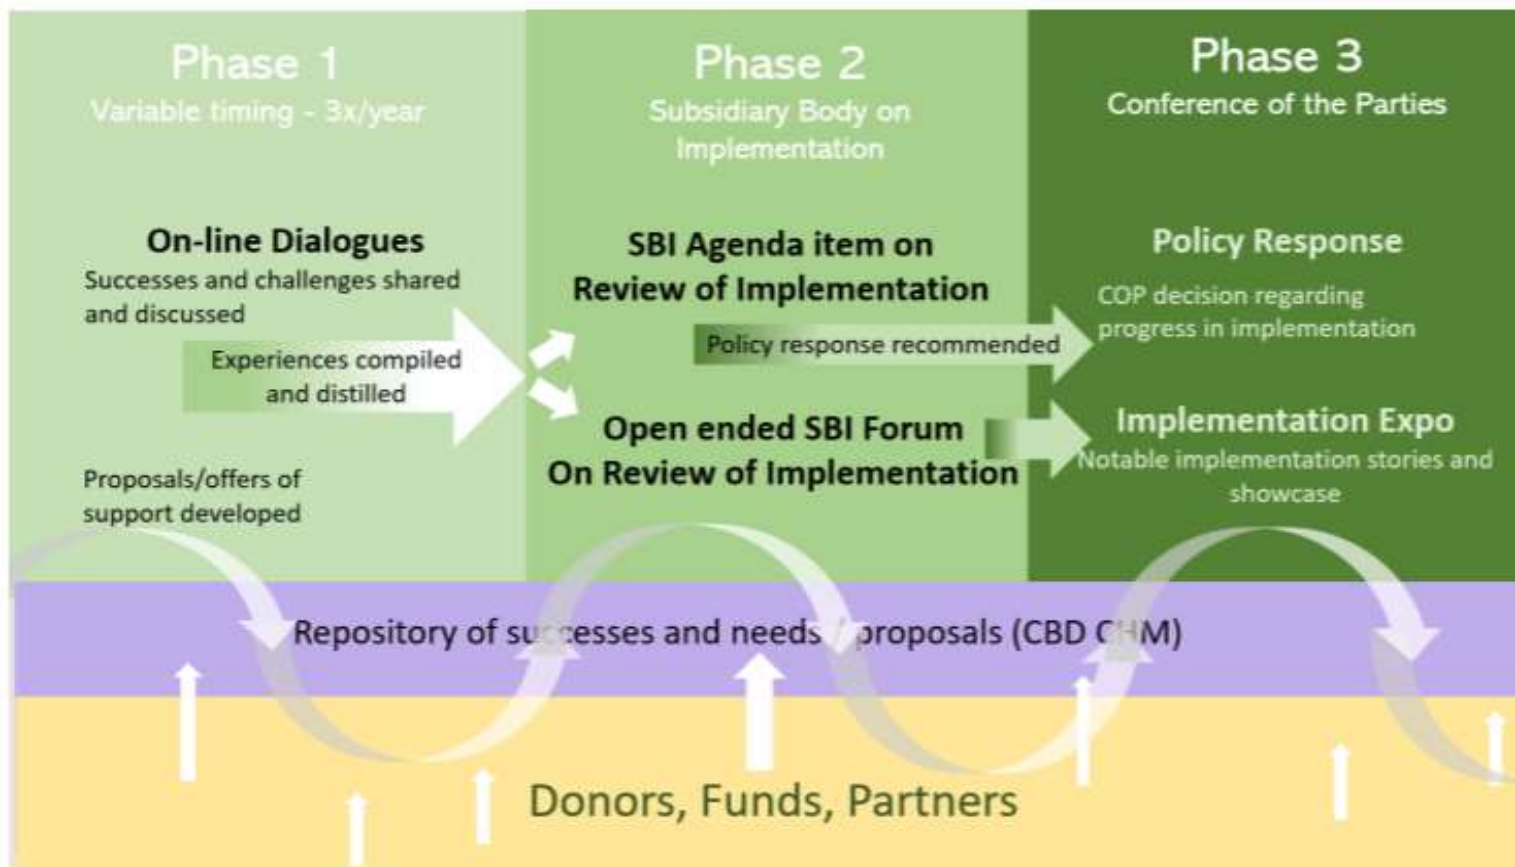 Phase 1
Variable timing - 3x/year
On-line Dialogues
Successes and challenges shared
and discussed
Experiences compiled
and distilled
Proposals/offers of
support developed
Phase 2
Subsidiary Body on
Implementation
SBI Agenda item on
Review of Implementation
Policy response recommended
Open ended SBI Forum
On Review of Implementation
Phase 3
Conference of the Parties
Policy Response
COP decision regarding
progress in implementation
Implementation Expo
Notable implementation stories and
showcase
Repository of successes and needs / proposals (CBD CHM)
Donors, Funds, Partners